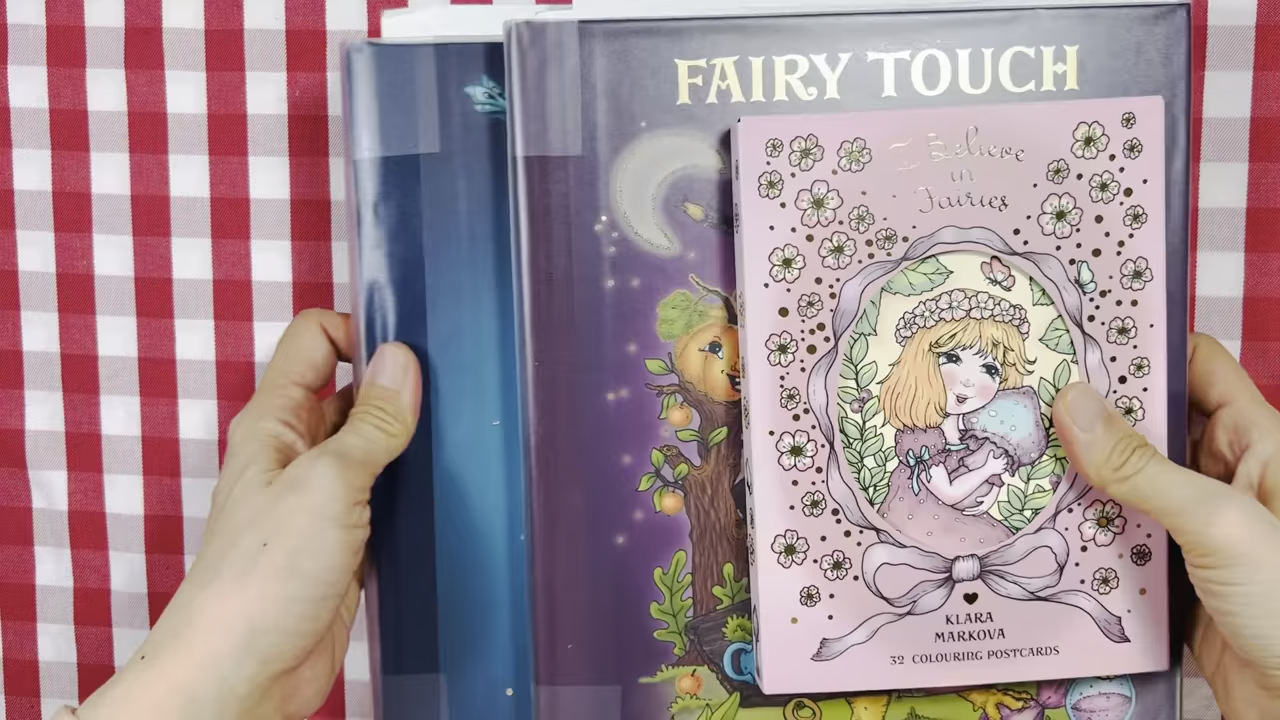 FAIRY TOUCH
I Believe
in
Fairies
KLARA
MARKOVA
32 COLOURING POSTCARDS